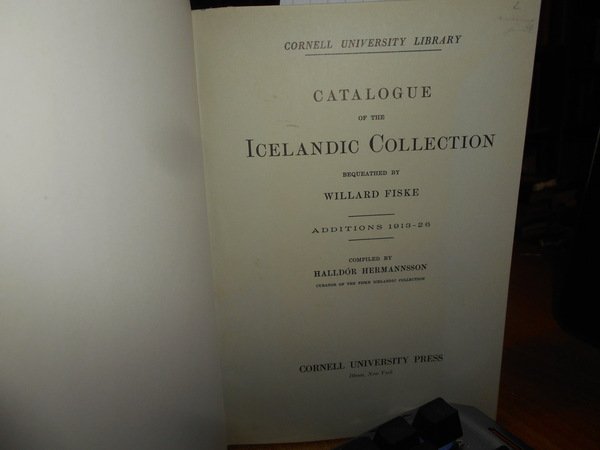 CORNELL UNIVERSITY LIBRARY
CATALOGUE
OF THE
ICELANDIC COLLECTION
BEQUEATHED BY
WILLARD FISKE
ADDITIONS 1913-26
COMPILED BY
HALLDÓR HERMANNSSON
CURATOR OF THE FISKE ICELANDIC COLLECTION
CORNELL UNIVERSITY PRESS
Ithaca, New York